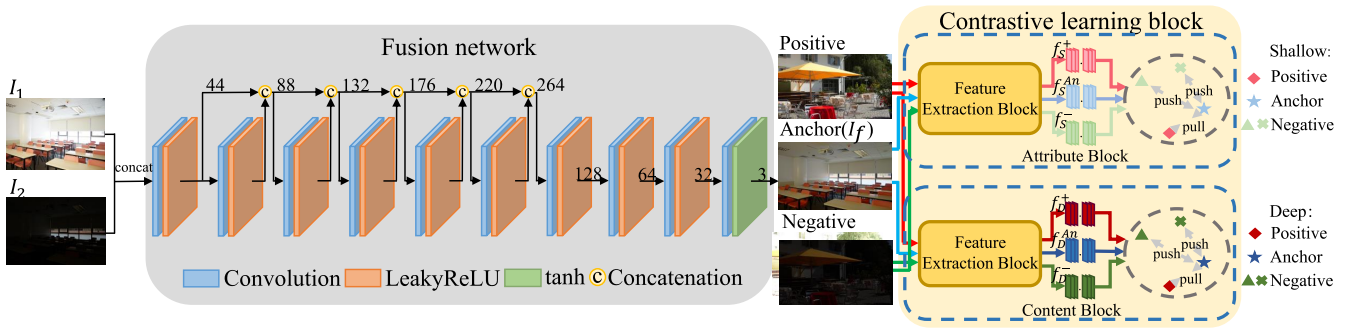 Fusion network
I1
I2
concat
44
88
132
176
220
264
C
C
C
C
C
128
64
32
3
Convolution
LeakyReLU
tanh
C Concatenation
Positive
Anchor(If)
Negative
Contrastive learning block
Feature
Extraction Block
fS+
fSAn
fS−
push
push
pull
Attribute Block
Shallow:
Positive
Anchor
Negative
Feature
Extraction Block
fD+
fDAn
fD−
push
push
pull
Content Block
Deep:
Positive
Anchor
Negative